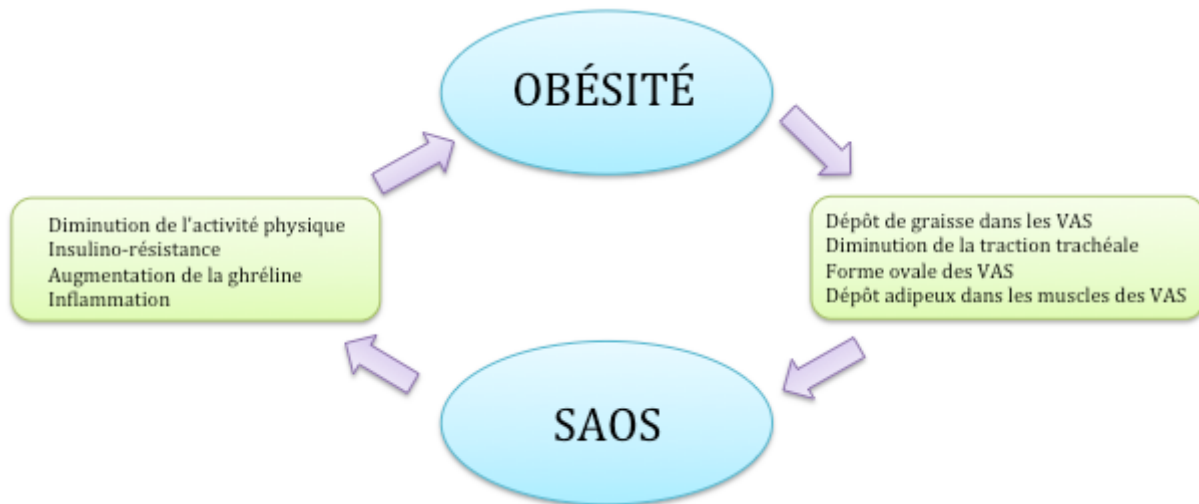 OBÉSITÉ
Diminution de l'activité physique
Insulino-résistance
Augmentation de la ghréline
Inflammation
Dépôt de graisse dans les VAS
Diminution de la traction trachéale
Forme ovale des VAS
Dépôt adipeux dans les muscles des VAS
SAOS